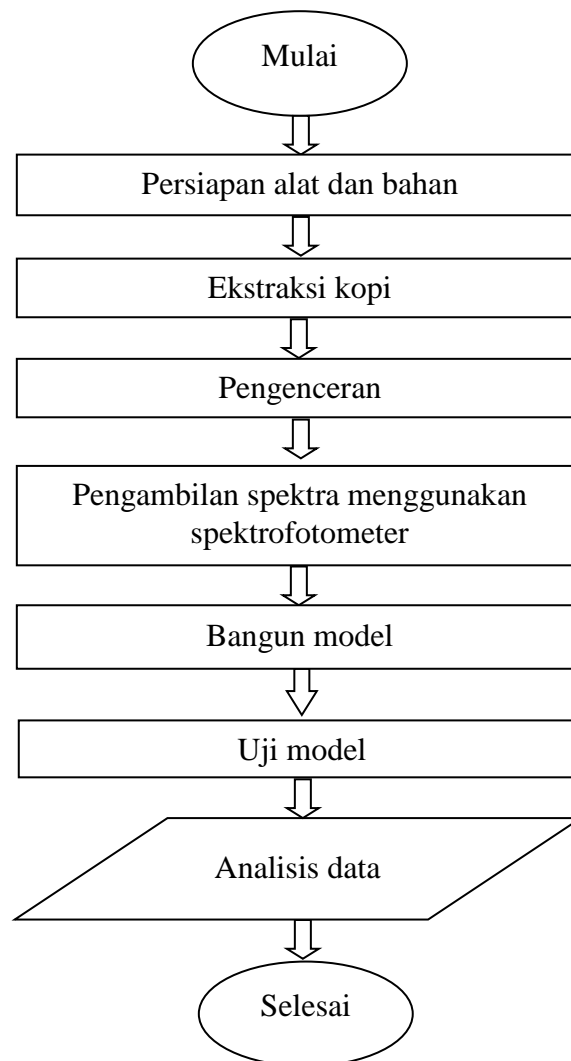 Mulai
Persiapan alat dan bahan
Ekstraksi kopi
Pengenceran
Pengambilan spektra menggunakan
spektrofotometer
Bangun model
Uji model
Analisis data
Selesai